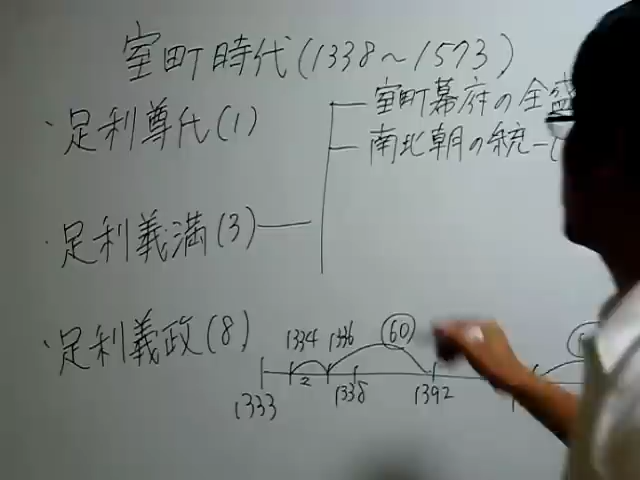 室町時代(1338～1573)
・足利尊代(1)
室町幕府の全盛
南北朝の統一(
・足利義満(3)
・足利義政(8)
1334 1336 60
2
1333 1338 1392